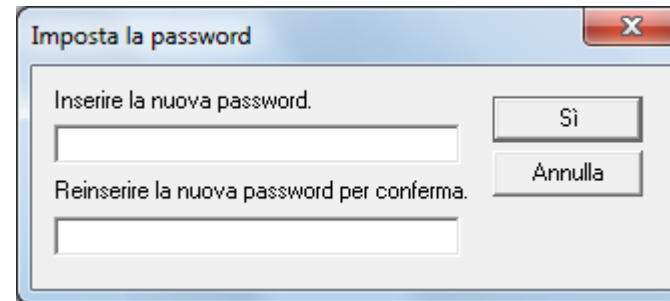 Imposta la password
Inserire la nuova password.
Sì
Annulla
Reinserire la nuova password per conferma.